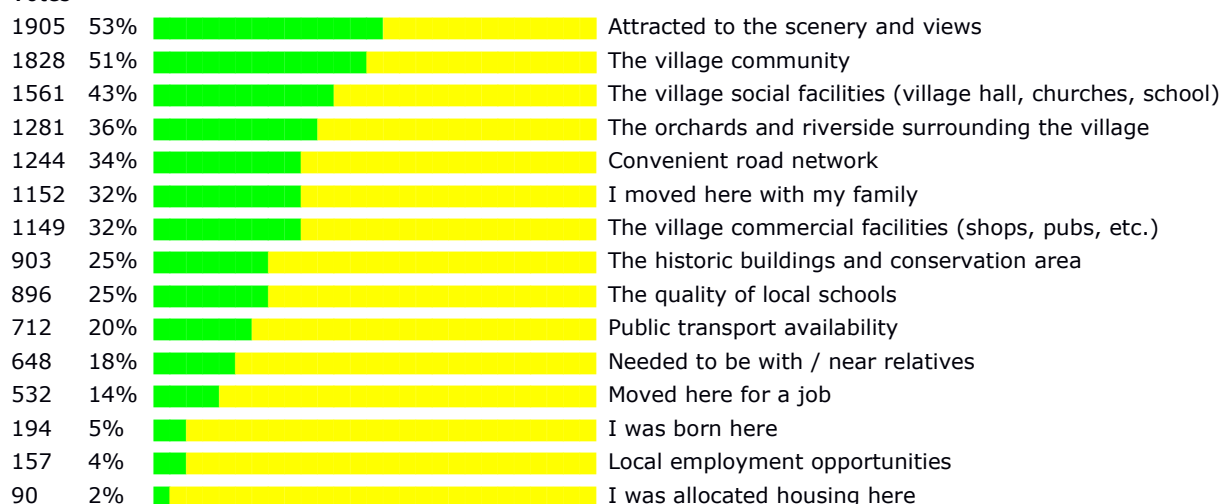 Votes
1905 53% Attracted to the scenery and views
1828 51% The village community
1561 43% The village social facilities (village hall, churches, school)
1281 36% The orchards and riverside surrounding the village
1244 34% Convenient road network
1152 32% I moved here with my family
1149 32% The village commercial facilities (shops, pubs, etc.)
903 25% The historic buildings and conservation area
896 25% The quality of local schools
712 20% Public transport availability
648 18% Needed to be with / near relatives
532 14% Moved here for a job
194 5% I was born here
157 4% Local employment opportunities
90 2% I was allocated housing here